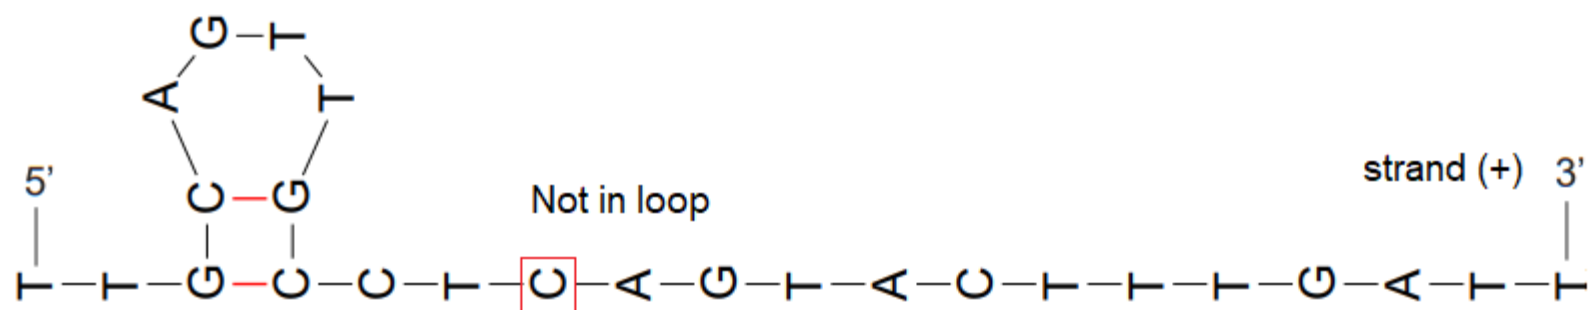 G T
A T
5’ C G Not in loop strand (+) 3’
T T G C C T C A G T A C T T T G A T T